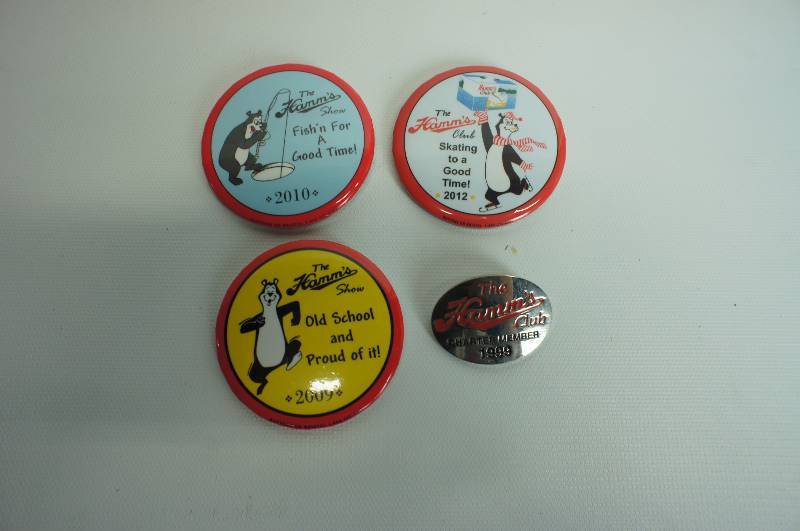 The
Hamm's
Show
Fish'n For
A
Good Time!
2010
The
Hamm's
Club
Skating
to a
Good
Time!
2012
The
Hamm's
Show
Old School
and
Proud of it!
2009
The
Hamm's
Club
CHARTER MEMBER
1999